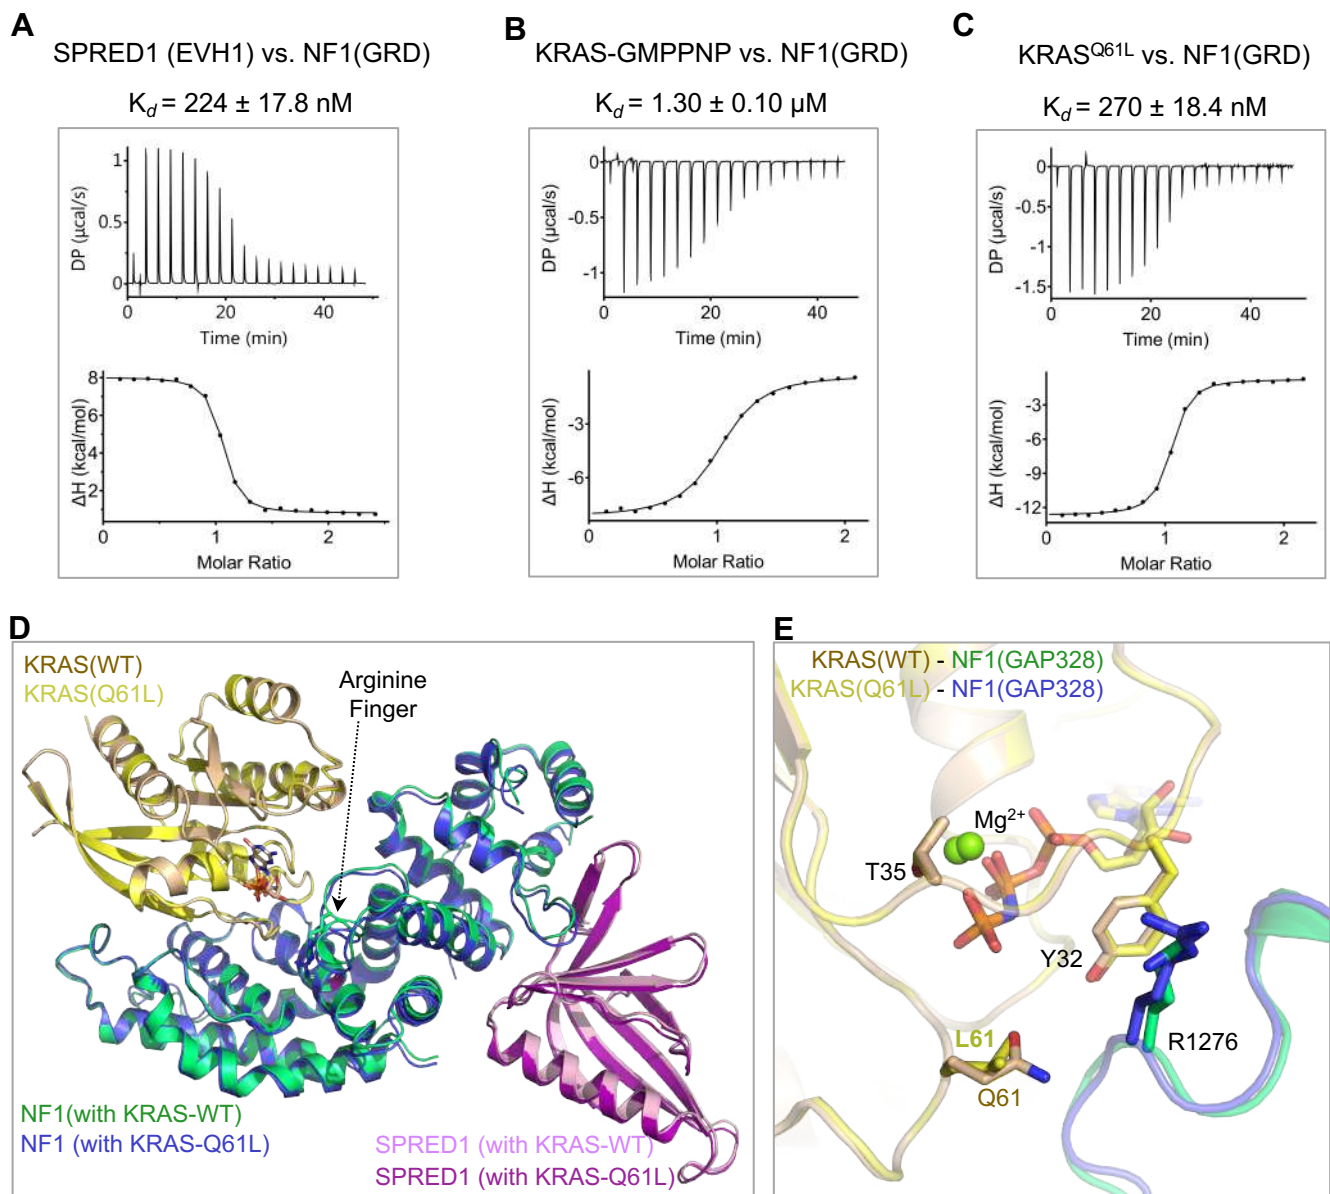 A
SPRED1 (EVH1) vs. NF1(GRD)
K𝑑 = 224 ± 17.8 nM
DP (µcal/s)
1
0.5
0
0
20
40
Time (min)
ΔH (kcal/mol)
8
6
4
2
0
1
2
Molar Ratio
B
KRAS-GMPPNP vs. NF1(GRD)
K𝑑 = 1.30 ± 0.10 µM
DP (µcal/s)
0
-0.5
-1
0
20
40
Time (min)
ΔH (kcal/mol)
-3
-6
0
1
2
Molar Ratio
C
KRAS^Q61L vs. NF1(GRD)
K𝑑 = 270 ± 18.4 nM
DP (µcal/s)
0
-0.5
-1
-1.5
0
20
40
Time (min)
ΔH (kcal/mol)
-3
-6
-9
-12
0
1
2
Molar Ratio
D
KRAS(WT)
KRAS(Q61L)
Arginine
Finger
NF1(with KRAS-WT)
NF1 (with KRAS-Q61L)
SPRED1 (with KRAS-WT)
SPRED1 (with KRAS-Q61L)
E
KRAS(WT) - NF1(GAP328)
KRAS(Q61L) - NF1(GAP328)
Mg²⁺
T35
Y32
L61
Q61
R1276